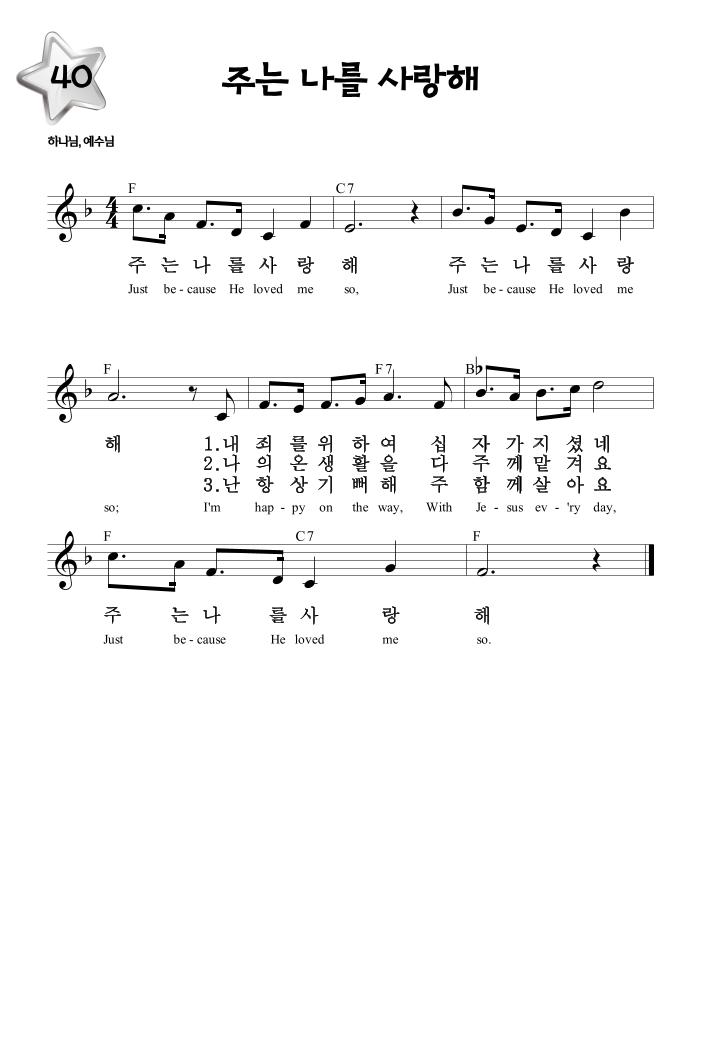 40
주는 나를 사랑해
하나님, 예수님
F C7
4
4
주 는 나 를 사 랑 해 주 는 나 를 사 랑
Just be - cause He loved me so, Just be - cause He loved me
F F7 B♭
해 1.내 죄 를 위 하 여 십 자 가 지 셨 네
2.나 의 온 생 활 을 다 주 께 맡 겨 요
3.난 항 상 기 뻐 해 주 함 께 살 아 요
so; I'm hap - py on the way, With Je - sus ev - 'ry day,
F C7 F
주 는 나 를 사 랑 해
Just be - cause He loved me so.